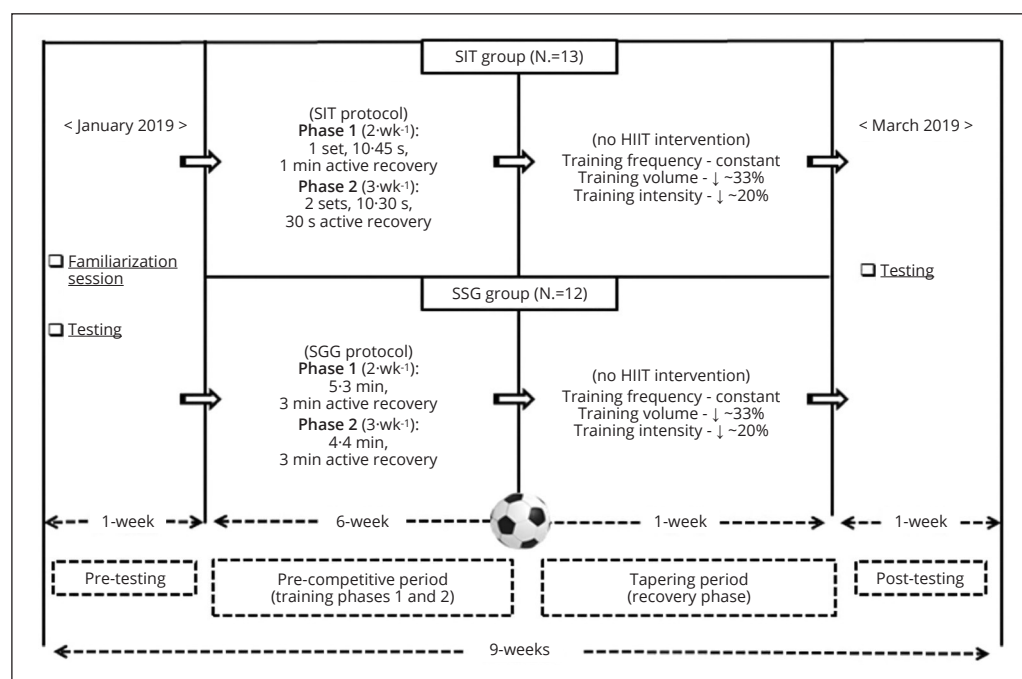 SIT group (N.=13)
< January 2019 >
❑ Familiarization
session
❑ Testing
(SIT protocol)
Phase 1 (2·wk-1):
1 set, 10·45 s,
1 min active recovery
Phase 2 (3·wk-1):
2 sets, 10·30 s,
30 s active recovery
(no HIIT intervention)
Training frequency - constant
Training volume - ↓ ~33%
Training intensity - ↓ ~20%
< March 2019 >
❑ Testing
SSG group (N.=12)
(SGG protocol)
Phase 1 (2·wk-1):
5·3 min,
3 min active recovery
Phase 2 (3·wk-1):
4·4 min,
3 min active recovery
(no HIIT intervention)
Training frequency - constant
Training volume - ↓ ~33%
Training intensity - ↓ ~20%
1-week
6-week
1-week
1-week
Pre-testing
Pre-competitive period
(training phases 1 and 2)
Tapering period
(recovery phase)
Post-testing
9-weeks